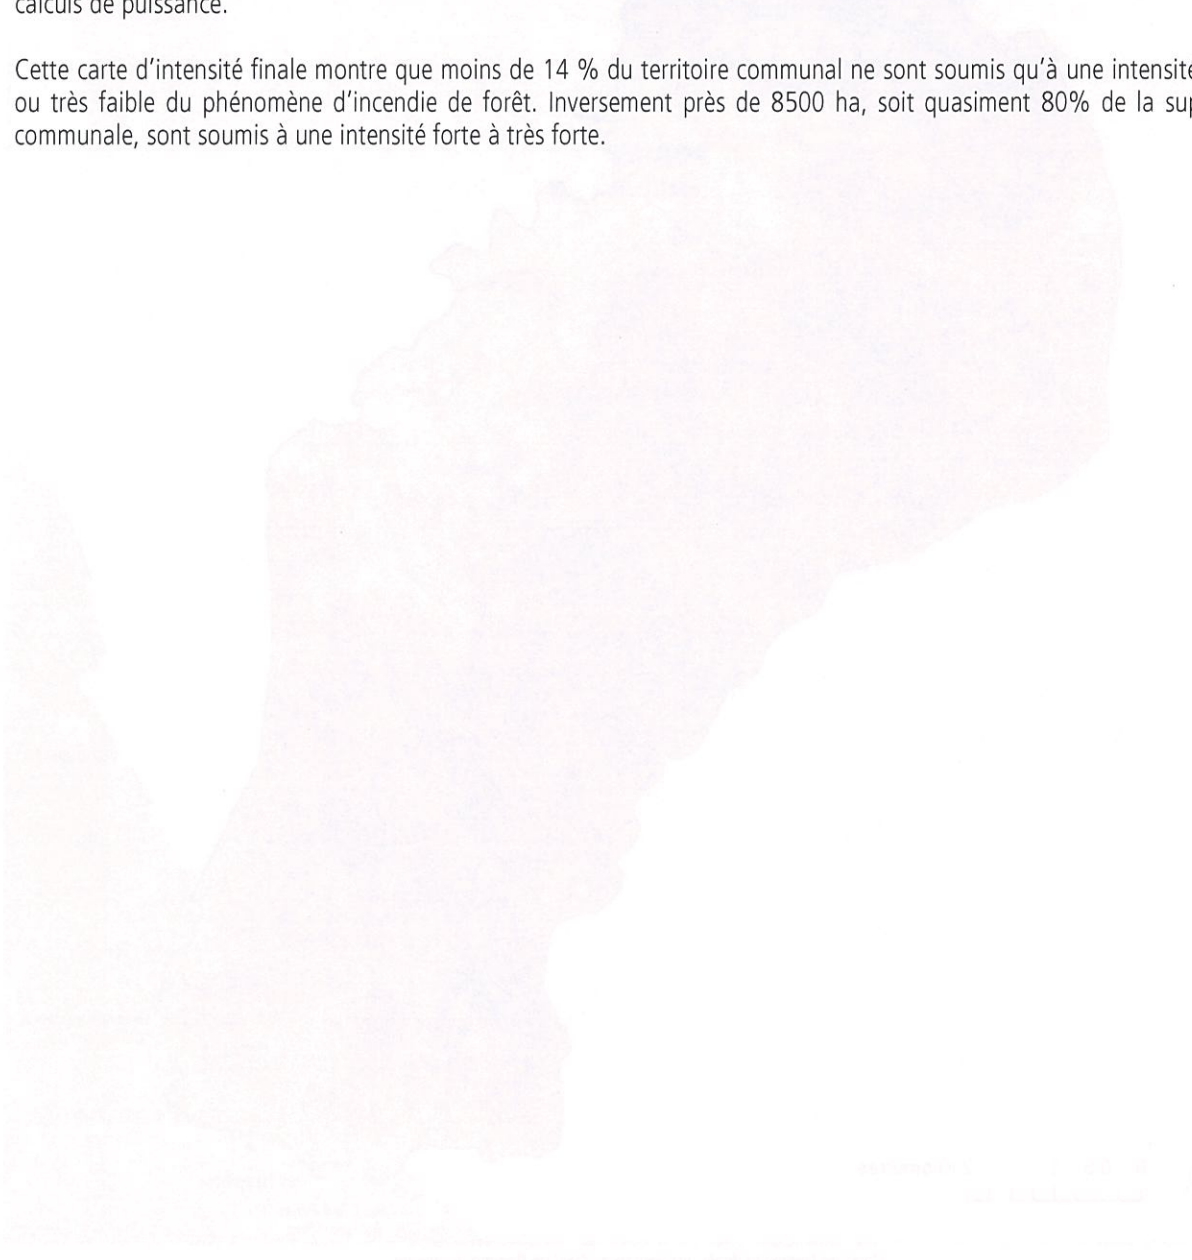 calculs de puissance.
Cette carte d'intensité finale montre que moins de 14 % du territoire communal ne sont soumis qu'à une intensité
ou très faible du phénomène d'incendie de forêt. Inversement près de 8500 ha, soit quasiment 80% de la
communale, sont soumis à une intensité forte à très forte.